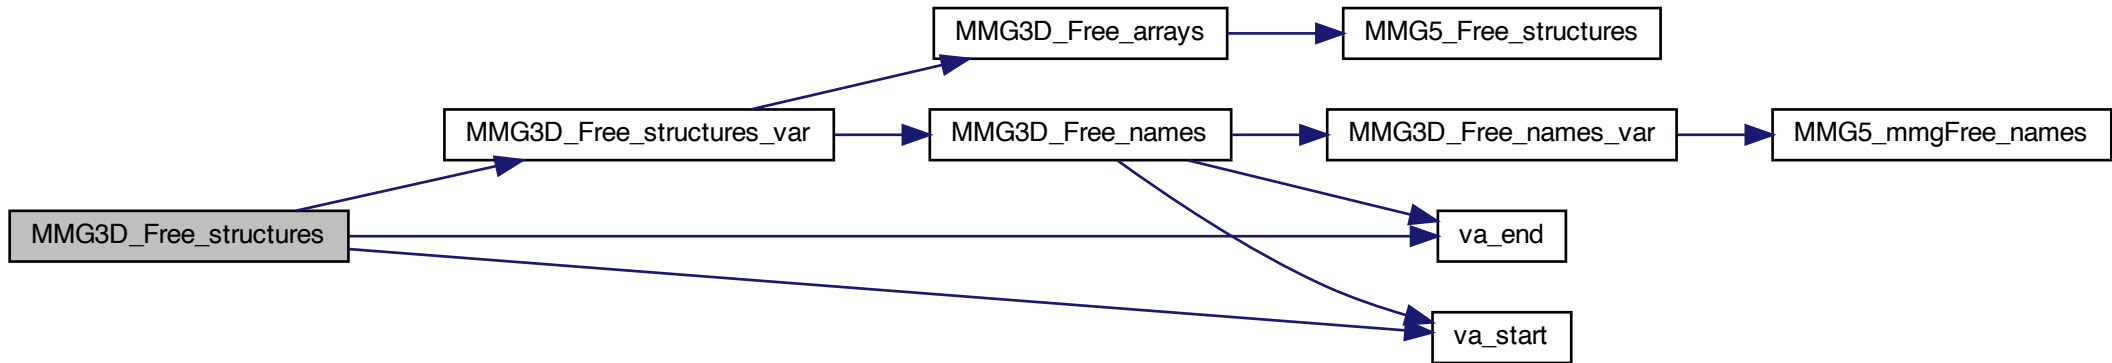 MMG3D_Free_arrays
MMG5_Free_structures
MMG3D_Free_structures_var
MMG3D_Free_names
MMG3D_Free_names_var
MMG5_mmgFree_names
MMG3D_Free_structures
va_end
va_start